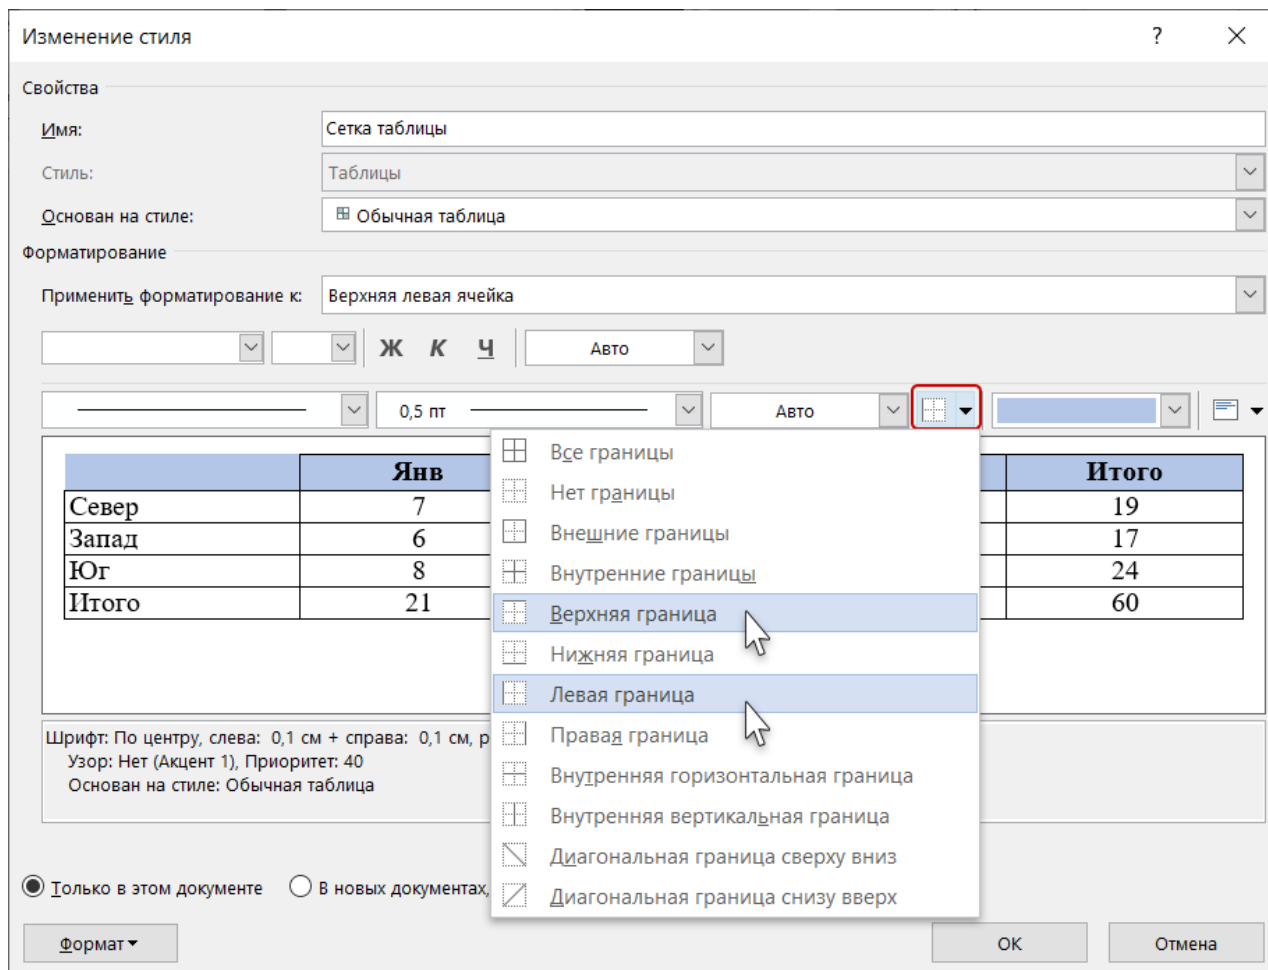 Изменение стиля ?
Свойства
Имя: Сетка таблицы
Стиль: Таблицы
Основан на стиле: Обычная таблица
Форматирование
Применить форматирование к: Верхняя левая ячейка
Ж К Ч Авто
0,5 пт Авто
Янв Итого
Север 7 19
Запад 6 17
Юг 8 24
Итого 21 60
Все границы
Нет границы
Внешние границы
Внутренние границы
Верхняя граница
Нижняя граница
Левая граница
Правая граница
Внутренняя горизонтальная граница
Внутренняя вертикальная граница
Диагональная граница сверху вниз
Диагональная граница снизу вверх
Шрифт: По центру, слева: 0,1 см + справа: 0,1 см, р
Узор: Нет (Акцент 1), Приоритет: 40
Основан на стиле: Обычная таблица
Только в этом документе В новых документах,
Формат ОК Отмена